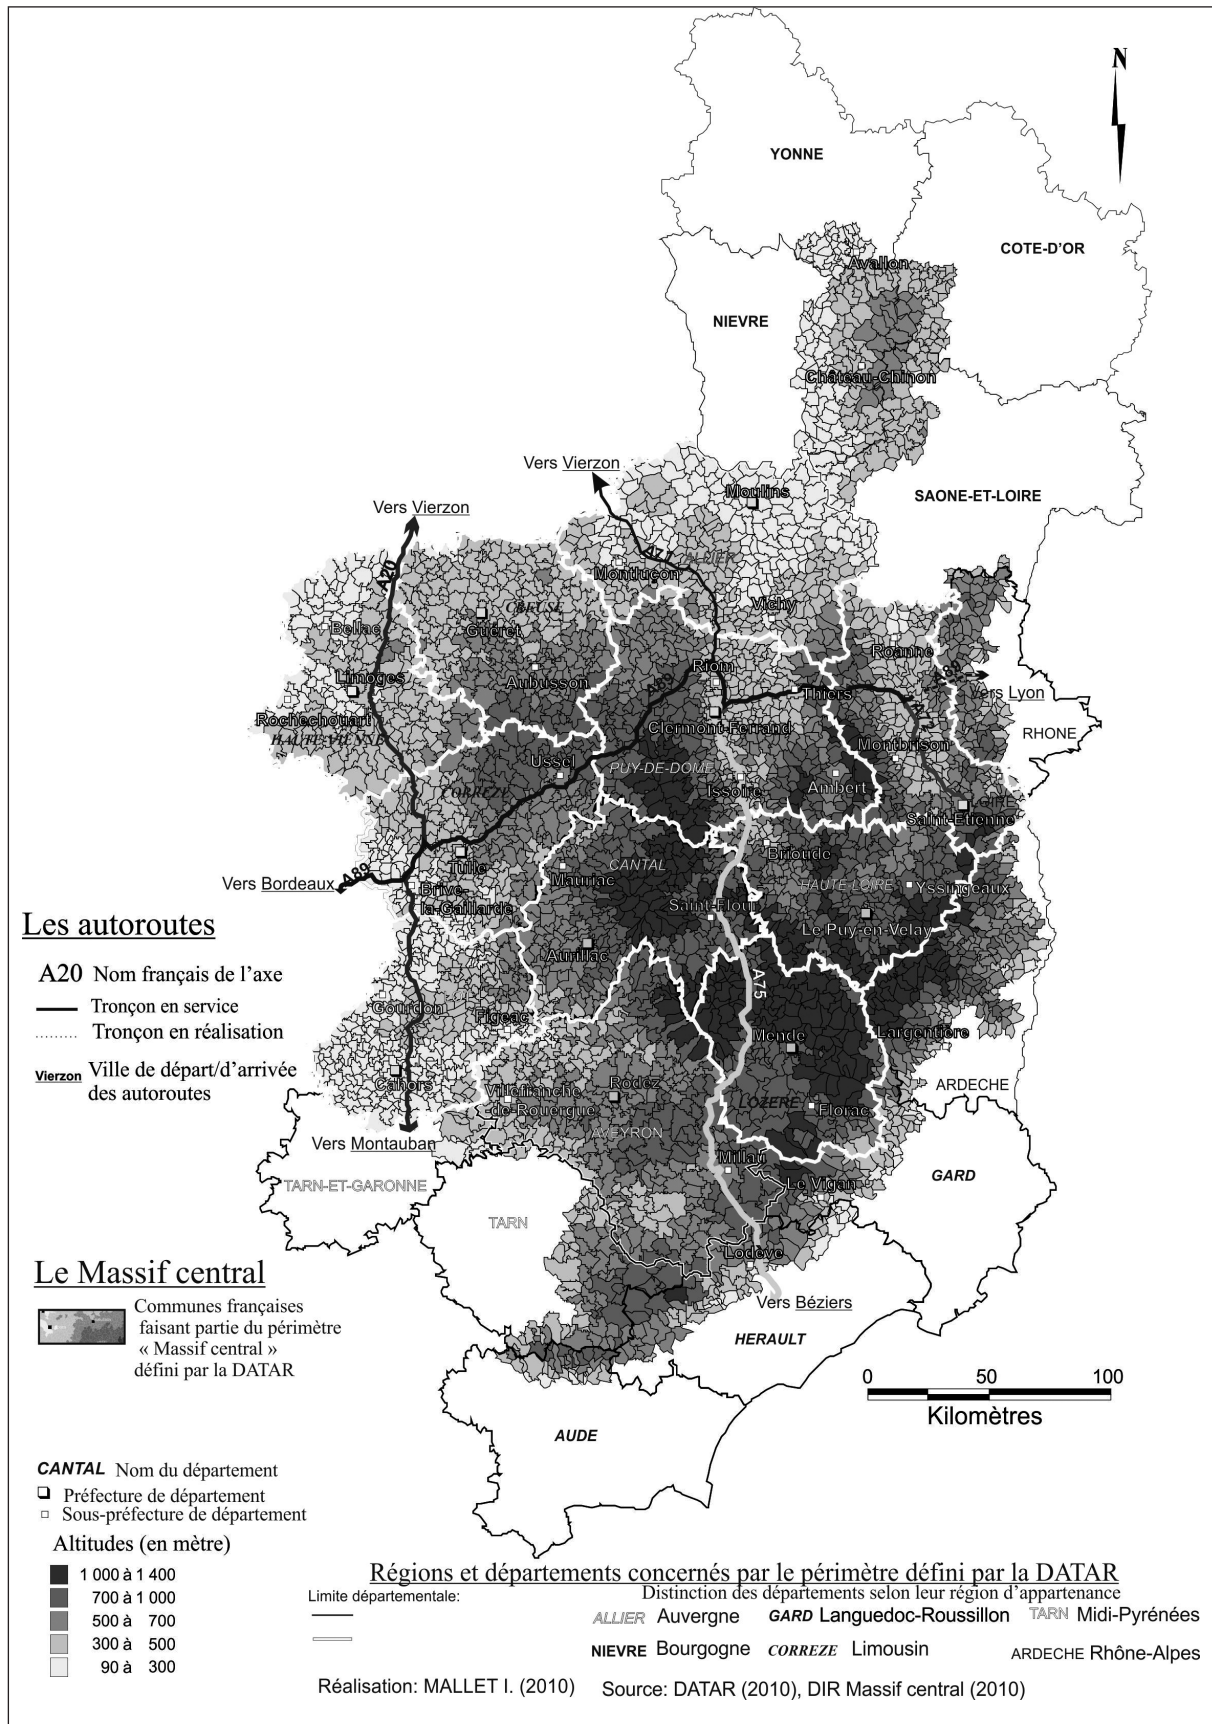 N
YONNE
COTE-D'OR
Avallon
NIEVRE
Château-Chinon
Vers Vierzon
Moulins
SAONE-ET-LOIRE
Vers Vierzon
A20
A71
ALLIER
Montluçon
Vichy
Bellac
CREUSE
Guéret
Roanne
Limoges
Aubusson
Riom
A89
A89
Vers Lyon
Thiers
Rochechouart
HAUTE-VIENNE
Clermont-Ferrand
A72
RHONE
Montbrison
Ussel
PUY-DE-DOME
CORREZE
Issoire
Ambert
LOIRE
Saint-Etienne
Tulle
Mauriac
CANTAL
Brioude
A89
Vers Bordeaux
Brive-
la-Gaillarde
HAUTE-LOIRE
Yssingeaux
Saint-Flour
Le Puy-en-Velay
Aurillac
A75
Gourdon
Figeac
Mende
Largentière
Cahors
Villefranche
-de-Rouergue
Rodez
LOZERE
Florac
ARDECHE
AVEYRON
Vers Montauban
Millau
Le Vigan
GARD
TARN-ET-GARONNE
TARN
Lodève
Vers Béziers
HERAULT
AUDE
Les autoroutes
A20 Nom français de l'axe
Tronçon en service
Tronçon en réalisation
Vierzon Ville de départ/d'arrivée
des autoroutes
Le Massif central
Communes françaises
faisant partie du périmètre
« Massif central »
défini par la DATAR
0 50 100
Kilomètres
CANTAL Nom du département
Préfecture de département
Sous-préfecture de département
Altitudes (en mètre)
1 000 à 1 400
700 à 1 000
500 à 700
300 à 500
90 à 300
Régions et départements concernés par le périmètre défini par la DATAR
Distinction des départements selon leur région d'appartenance
Limite départementale:
ALLIER Auvergne GARD Languedoc-Roussillon TARN Midi-Pyrénées
NIEVRE Bourgogne CORREZE Limousin ARDECHE Rhône-Alpes
Réalisation: MALLET I. (2010) Source: DATAR (2010), DIR Massif central (2010)